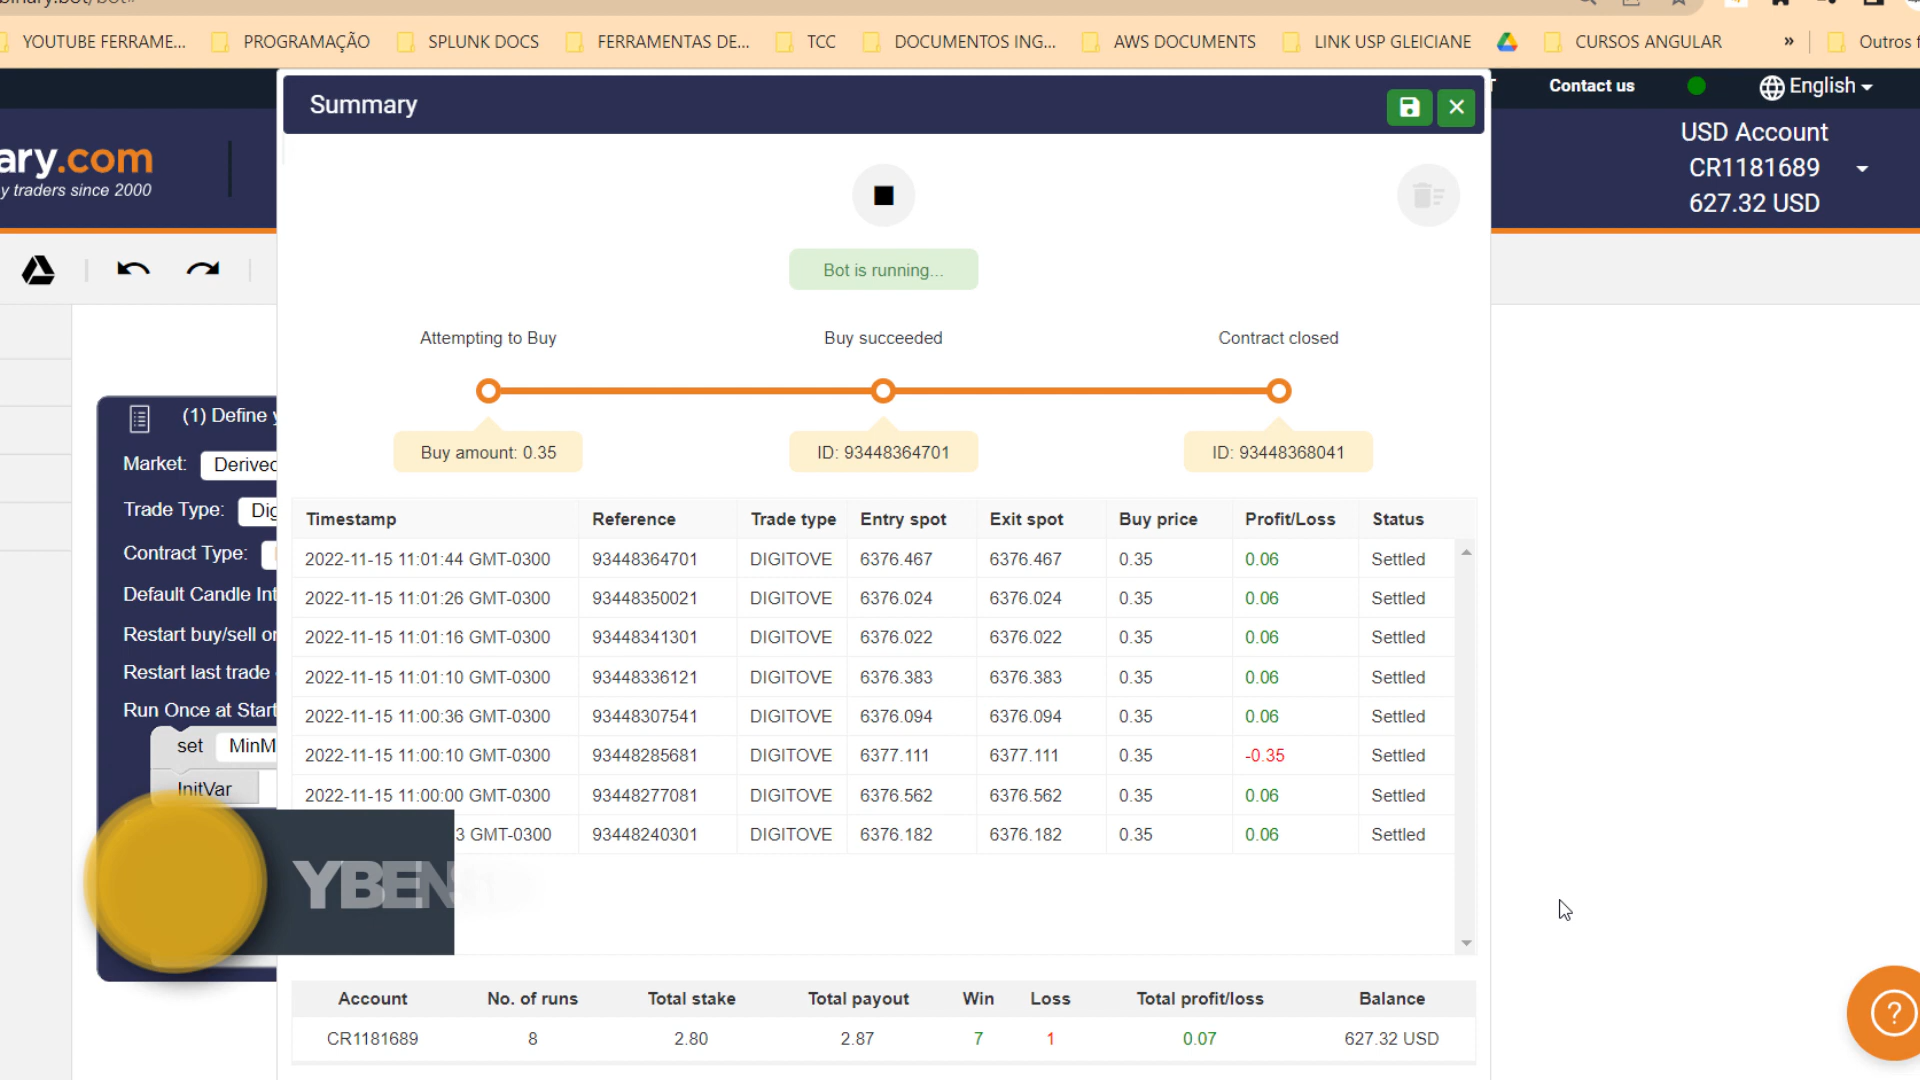 YOUTUBE FERRAME... PROGRAMAÇÃO SPLUNK DOCS FERRAMENTAS DE... TCC DOCUMENTOS ING... AWS DOCUMENTS LINK USP GLEICIANE CURSOS ANGULAR » Outros
Summary
Contact us
English
ary.com
y traders since 2000
USD Account
CR1181689
627.32 USD
Bot is running...
Attempting to Buy Buy succeeded Contract closed
Buy amount: 0.35 ID: 93448364701 ID: 93448368041
(1) Define
Market: Derived
Trade Type: Dig
Contract Type:
Default Candle Int
Restart buy/sell on
Restart last trade
Run Once at Start
set MinM
InitVar
Timestamp Reference Trade type Entry spot Exit spot Buy price Profit/Loss Status
2022-11-15 11:01:44 GMT-0300 93448364701 DIGITOVE 6376.467 6376.467 0.35 0.06 Settled
2022-11-15 11:01:26 GMT-0300 93448350021 DIGITOVE 6376.024 6376.024 0.35 0.06 Settled
2022-11-15 11:01:16 GMT-0300 93448341301 DIGITOVE 6376.022 6376.022 0.35 0.06 Settled
2022-11-15 11:01:10 GMT-0300 93448336121 DIGITOVE 6376.383 6376.383 0.35 0.06 Settled
2022-11-15 11:00:36 GMT-0300 93448307541 DIGITOVE 6376.094 6376.094 0.35 0.06 Settled
2022-11-15 11:00:10 GMT-0300 93448285681 DIGITOVE 6377.111 6377.111 0.35 -0.35 Settled
2022-11-15 11:00:00 GMT-0300 93448277081 DIGITOVE 6376.562 6376.562 0.35 0.06 Settled
3 GMT-0300 93448240301 DIGITOVE 6376.182 6376.182 0.35 0.06 Settled
YBEN
Account No. of runs Total stake Total payout Win Loss Total profit/loss Balance
CR1181689 8 2.80 2.87 7 1 0.07 627.32 USD